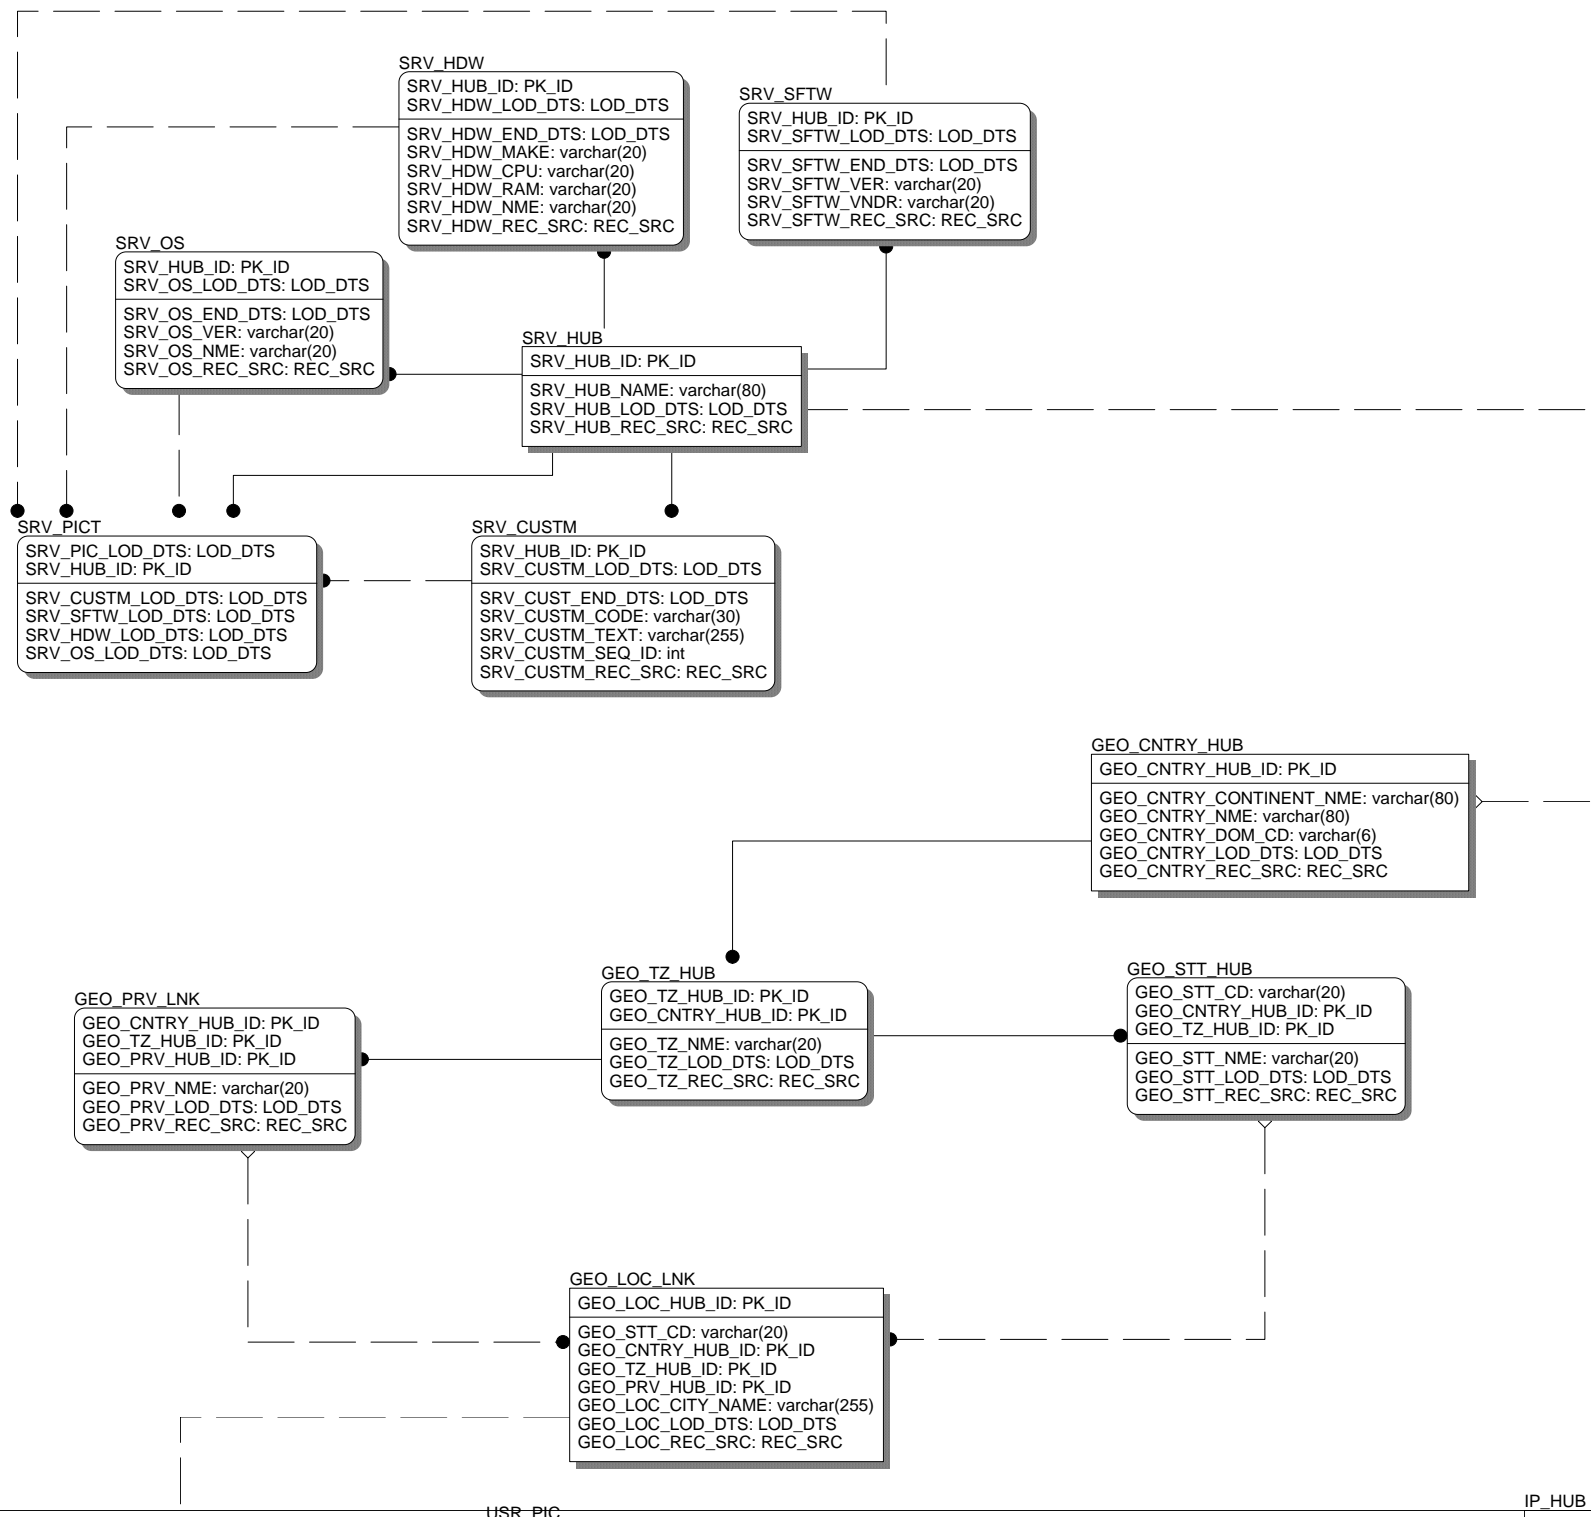 SRV_HDW
SRV_HUB_ID: PK_ID
SRV_HDW_LOD_DTS: LOD_DTS
SRV_HDW_END_DTS: LOD_DTS
SRV_HDW_MAKE: varchar(20)
SRV_HDW_CPU: varchar(20)
SRV_HDW_RAM: varchar(20)
SRV_HDW_NME: varchar(20)
SRV_HDW_REC_SRC: REC_SRC
SRV_SFTW
SRV_HUB_ID: PK_ID
SRV_SFTW_LOD_DTS: LOD_DTS
SRV_SFTW_END_DTS: LOD_DTS
SRV_SFTW_VER: varchar(20)
SRV_SFTW_VNDR: varchar(20)
SRV_SFTW_REC_SRC: REC_SRC
SRV_OS
SRV_HUB_ID: PK_ID
SRV_OS_LOD_DTS: LOD_DTS
SRV_OS_END_DTS: LOD_DTS
SRV_OS_VER: varchar(20)
SRV_OS_NME: varchar(20)
SRV_OS_REC_SRC: REC_SRC
SRV_HUB
SRV_HUB_ID: PK_ID
SRV_HUB_NAME: varchar(80)
SRV_HUB_LOD_DTS: LOD_DTS
SRV_HUB_REC_SRC: REC_SRC
SRV_PICT
SRV_PIC_LOD_DTS: LOD_DTS
SRV_HUB_ID: PK_ID
SRV_CUSTM_LOD_DTS: LOD_DTS
SRV_SFTW_LOD_DTS: LOD_DTS
SRV_HDW_LOD_DTS: LOD_DTS
SRV_OS_LOD_DTS: LOD_DTS
SRV_CUSTM
SRV_HUB_ID: PK_ID
SRV_CUSTM_LOD_DTS: LOD_DTS
SRV_CUST_END_DTS: LOD_DTS
SRV_CUSTM_CODE: varchar(30)
SRV_CUSTM_TEXT: varchar(255)
SRV_CUSTM_SEQ_ID: int
SRV_CUSTM_REC_SRC: REC_SRC
GEO_CNTRY_HUB
GEO_CNTRY_HUB_ID: PK_ID
GEO_CNTRY_CONTINENT_NME: varchar(80)
GEO_CNTRY_NME: varchar(80)
GEO_CNTRY_DOM_CD: varchar(6)
GEO_CNTRY_LOD_DTS: LOD_DTS
GEO_CNTRY_REC_SRC: REC_SRC
GEO_PRV_LNK
GEO_CNTRY_HUB_ID: PK_ID
GEO_TZ_HUB_ID: PK_ID
GEO_PRV_HUB_ID: PK_ID
GEO_PRV_NME: varchar(20)
GEO_PRV_LOD_DTS: LOD_DTS
GEO_PRV_REC_SRC: REC_SRC
GEO_TZ_HUB
GEO_TZ_HUB_ID: PK_ID
GEO_CNTRY_HUB_ID: PK_ID
GEO_TZ_NME: varchar(20)
GEO_TZ_LOD_DTS: LOD_DTS
GEO_TZ_REC_SRC: REC_SRC
GEO_STT_HUB
GEO_STT_CD: varchar(20)
GEO_CNTRY_HUB_ID: PK_ID
GEO_TZ_HUB_ID: PK_ID
GEO_STT_NME: varchar(20)
GEO_STT_LOD_DTS: LOD_DTS
GEO_STT_REC_SRC: REC_SRC
GEO_LOC_LNK
GEO_LOC_HUB_ID: PK_ID
GEO_STT_CD: varchar(20)
GEO_CNTRY_HUB_ID: PK_ID
GEO_TZ_HUB_ID: PK_ID
GEO_PRV_HUB_ID: PK_ID
GEO_LOC_CITY_NAME: varchar(255)
GEO_LOC_LOD_DTS: LOD_DTS
GEO_LOC_REC_SRC: REC_SRC
USR_PIC
IP_HUB